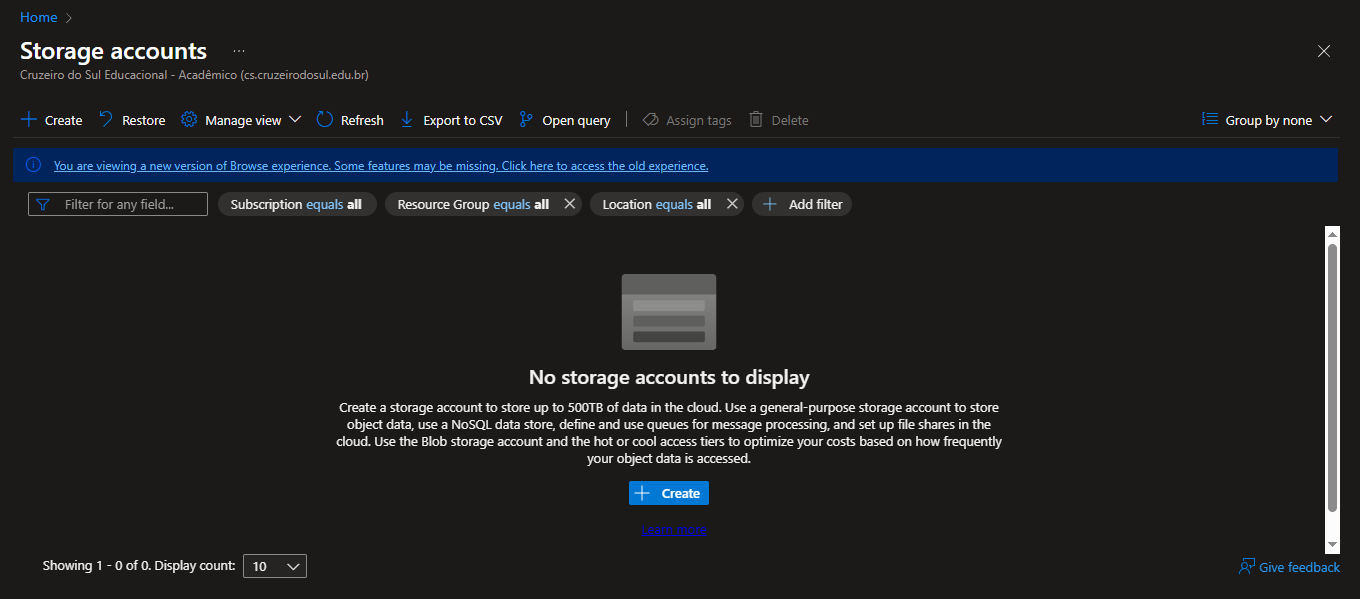 Home
Storage accounts ...
Cruzeiro do Sul Educacional - Acadêmico (cs.cruzeirodosul.edu.br)
Create Restore Manage view Refresh Export to CSV Open query Assign tags Delete Group by none
You are viewing a new version of Browse experience. Some features may be missing. Click here to access the old experience.
Filter for any field... Subscription equals all Resource Group equals all Location equals all Add filter
No storage accounts to display
Create a storage account to store up to 500TB of data in the cloud. Use a general-purpose storage account to store
object data, use a NoSQL data store, define and use queues for message processing, and set up file shares in the
cloud. Use the Blob storage account and the hot or cool access tiers to optimize your costs based on how frequently
your object data is accessed.
Create
Learn more
Showing 1 - 0 of 0. Display count: 10
Give feedback